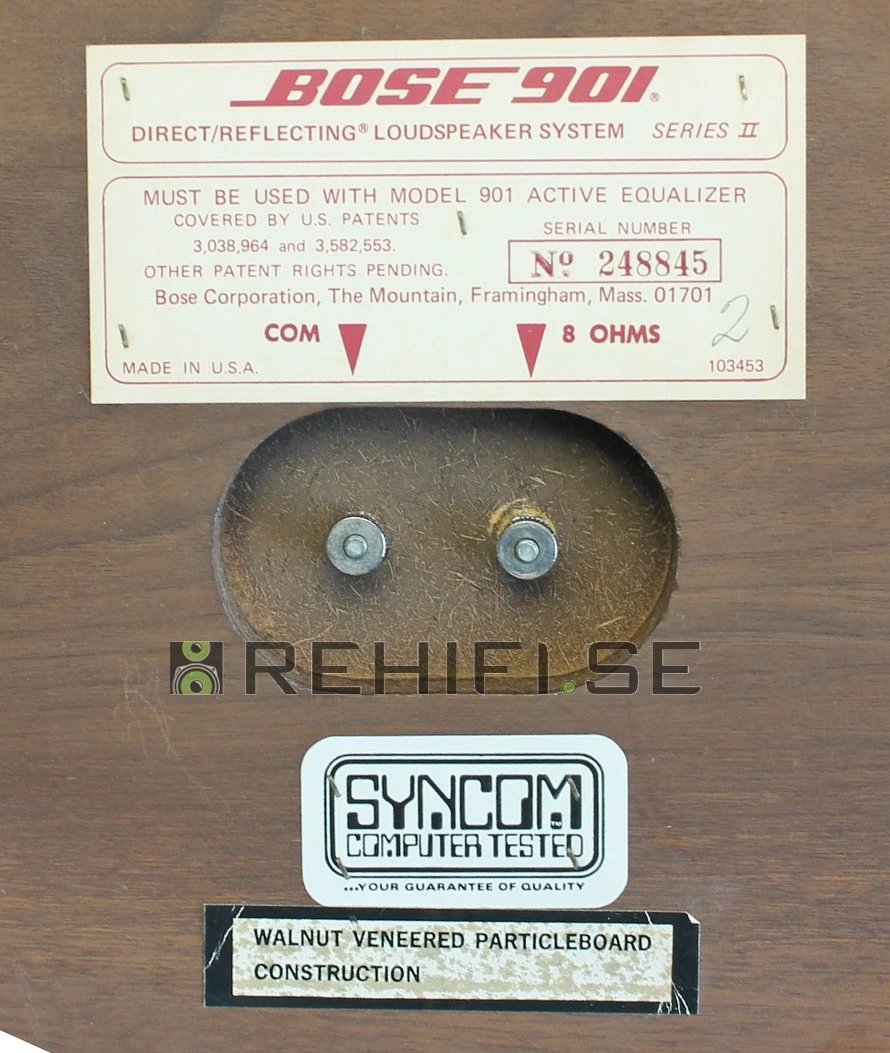 BOSE 901®
DIRECT/REFLECTING® LOUDSPEAKER SYSTEM SERIES II
MUST BE USED WITH MODEL 901 ACTIVE EQUALIZER
COVERED BY U.S. PATENTS
3,038,964 and 3,582,553.
OTHER PATENT RIGHTS PENDING.
SERIAL NUMBER
Nº 248845
Bose Corporation, The Mountain, Framingham, Mass. 01701
COM 8 OHMS
2
MADE IN U.S.A. 103453
REHIFI.SE
SYNCOM™
COMPUTER TESTED
...YOUR GUARANTEE OF QUALITY
WALNUT VENEERED PARTICLEBOARD
CONSTRUCTION